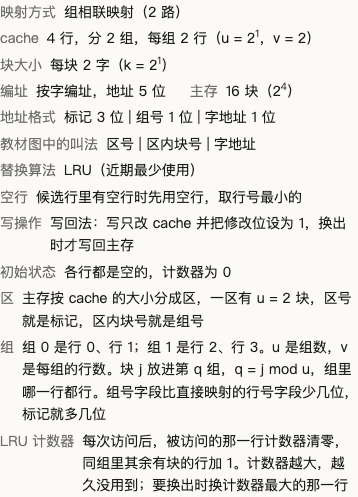 映射方式 组相联映射（2 路）
cache 4 行，分 2 组，每组 2 行（u = 2¹，v = 2）
块大小 每块 2 字（k = 2¹）
编址 按字编址，地址 5 位 主存 16 块（2⁴）
地址格式 标记 3 位 | 组号 1 位 | 字地址 1 位
教材图中的叫法 区号 | 区内块号 | 字地址
替换算法 LRU（近期最少使用）
空行 候选行里有空行时先用空行，取行号最小的
写操作 写回法：写只改 cache 并把修改位设为 1，换出
时才写回主存
初始状态 各行都是空的，计数器为 0
区 主存按 cache 的大小分成区，一区有 u = 2 块，区号
就是标记，区内块号就是组号
组 组 0 是行 0、行 1；组 1 是行 2、行 3。u 是组数，v
是每组的行数。块 j 放进第 q 组，q = j mod u，组里
哪一行都行。组号字段比直接映射的行号字段少几位，
标记就多几位
LRU 计数器 每次访问后，被访问的那一行计数器清零，
同组里其余有块的行加 1。计数器越大，越
久没用到；要换出时换计数器最大的那一行